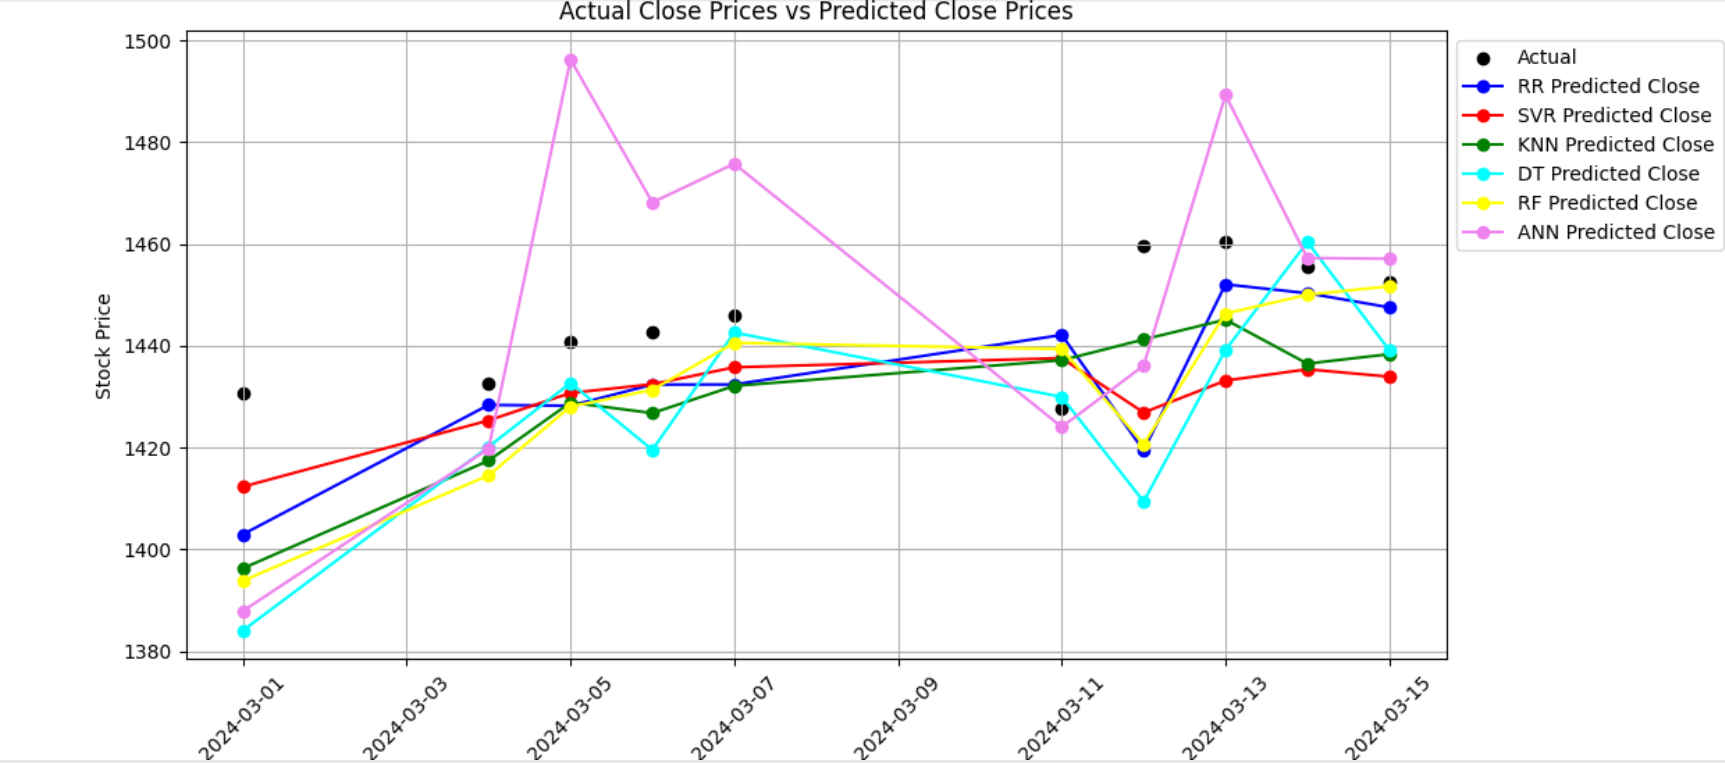 Actual Close Prices vs Predicted Close Prices
Stock Price
1500
1480
1460
1440
1420
1400
1380
2024-03-01
2024-03-03
2024-03-05
2024-03-07
2024-03-09
2024-03-11
2024-03-13
2024-03-15
Actual
RR Predicted Close
SVR Predicted Close
KNN Predicted Close
DT Predicted Close
RF Predicted Close
ANN Predicted Close